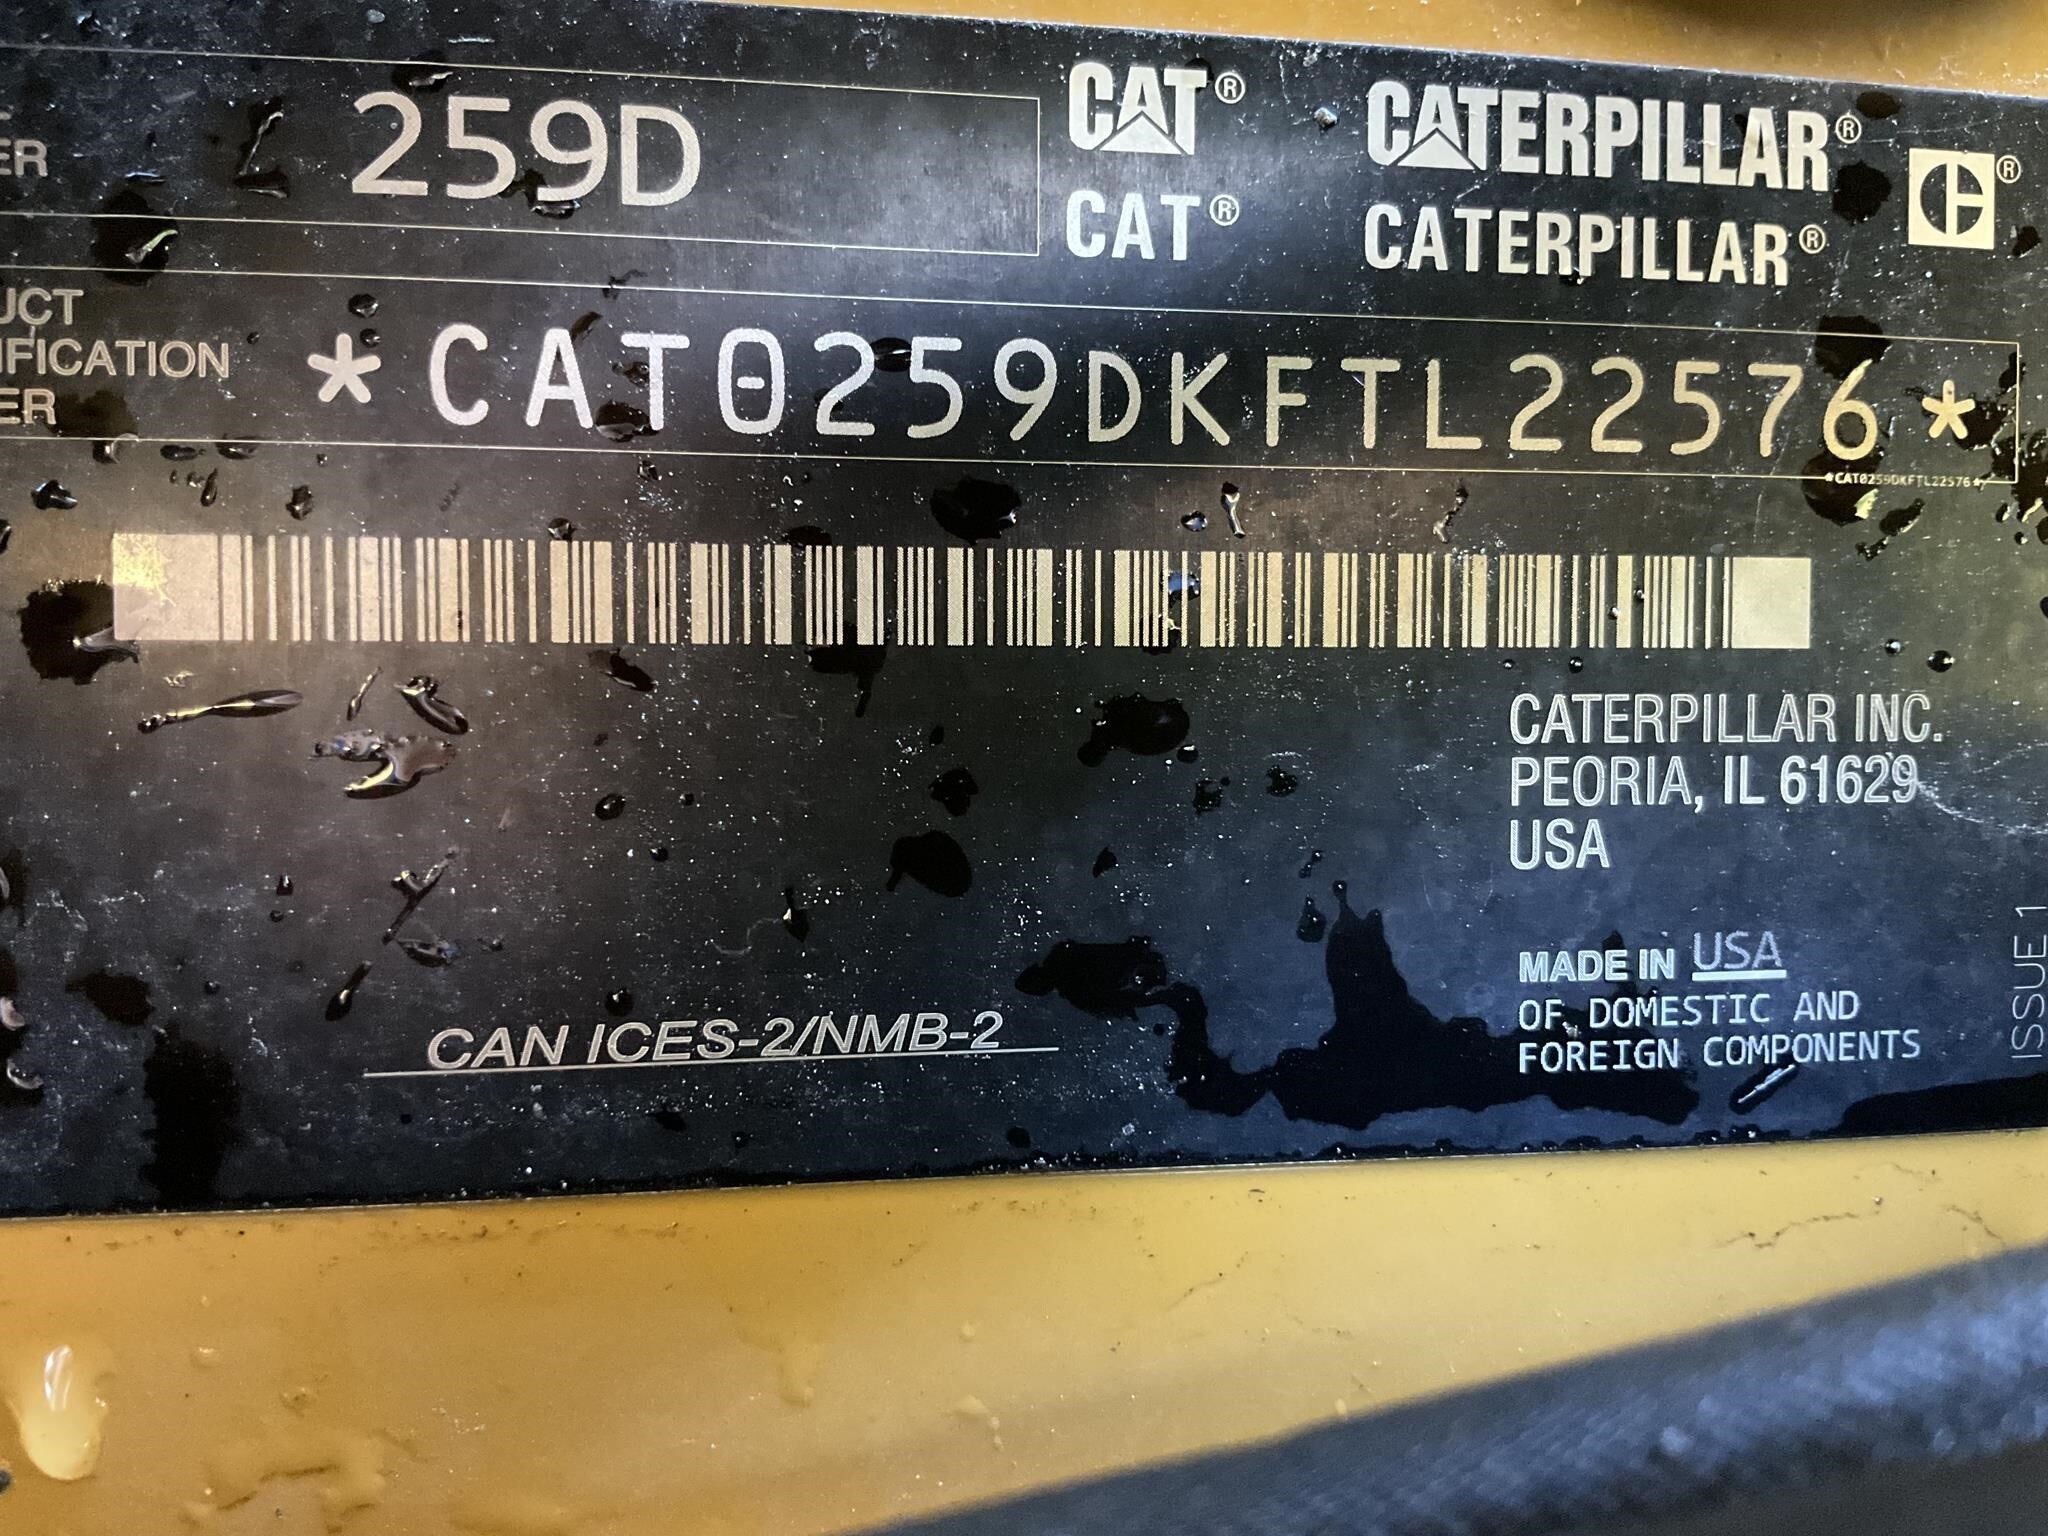 ER
259D
CAT® CATERPILLAR®
CAT® CATERPILLAR®
UCT
IFICATION
ER
*CAT0259DKFTL22576*
*CAT0259DKFTL22576*
CATERPILLAR INC.
PEORIA, IL 61629
USA
MADE IN USA
OF DOMESTIC AND
FOREIGN COMPONENTS
CAN ICES-2/NMB-2
ISSUE 1